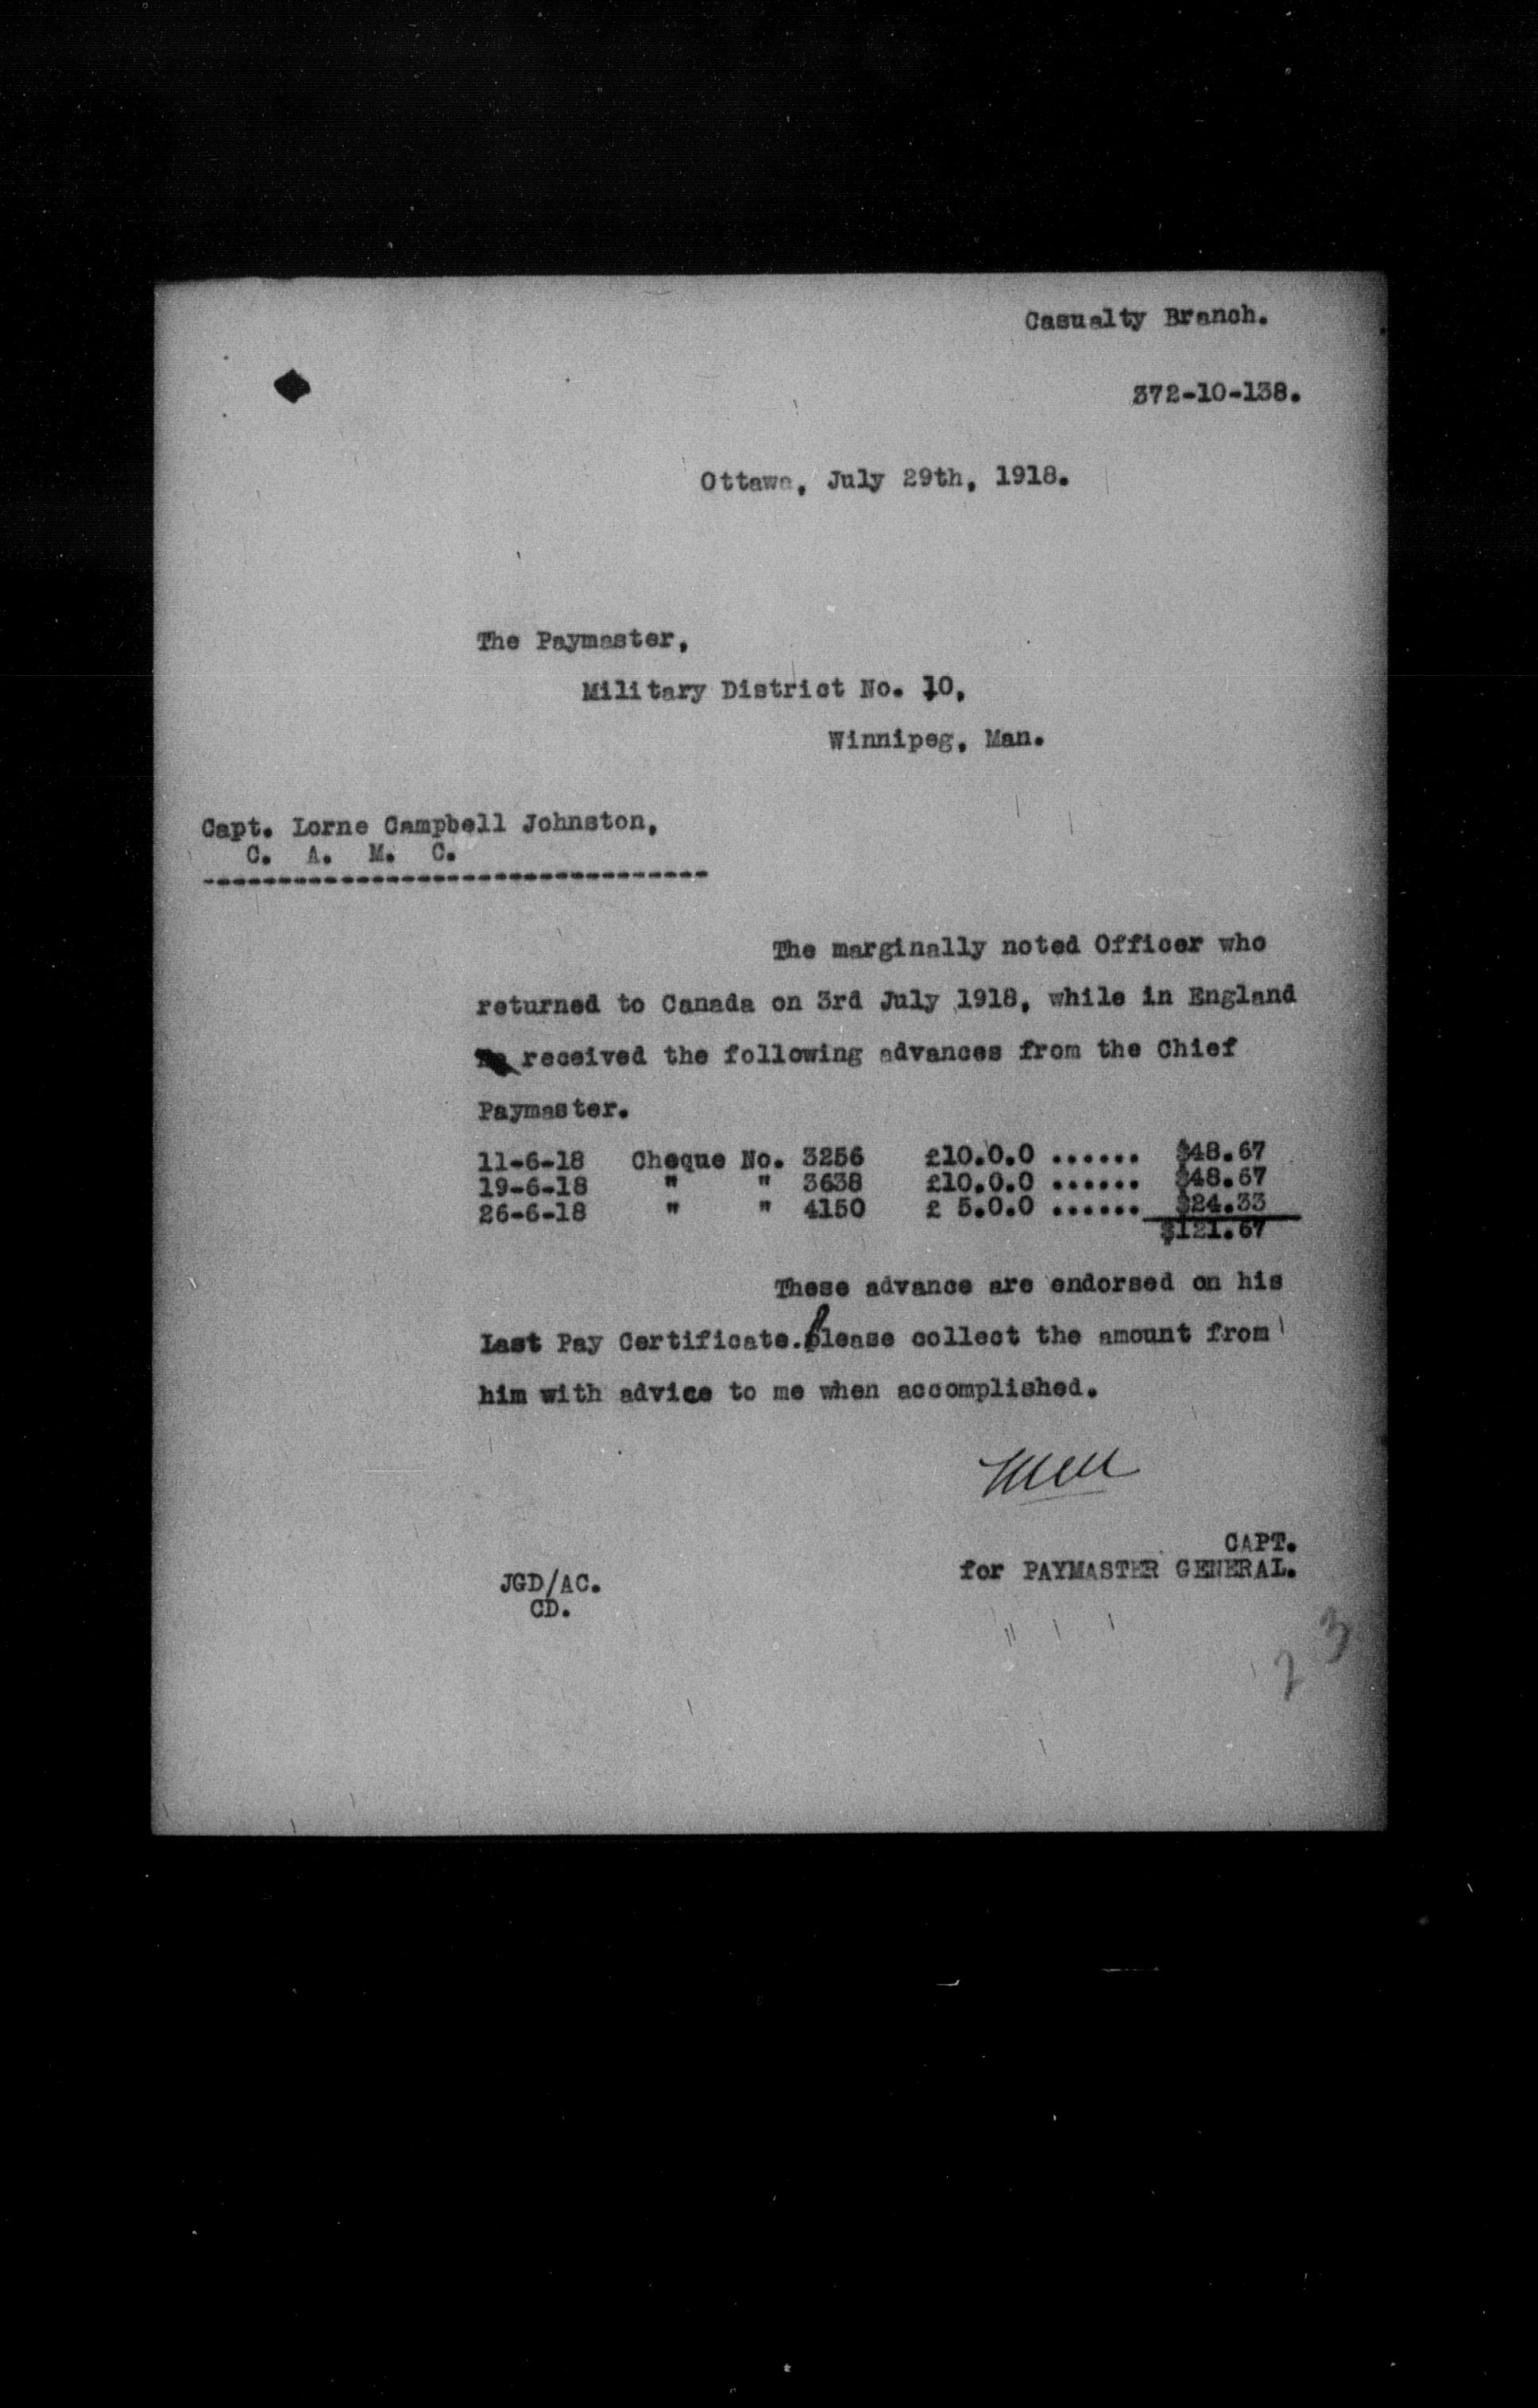 Casualty Branch.
372-10-138.
Ottawa, July 29th, 1918.
The Paymaster,
Military District No. 10,
Winnipeg, Man.
Capt. Lorne Campbell Johnston,
C. A. M. C.
--------------------------------
The marginally noted Officer who
returned to Canada on 3rd July 1918, while in England
received the following advances from the Chief
Paymaster.
11-6-18 Cheque No. 3256 £10.0.0 ...... $48.67
19-6-18 " " 3638 £10.0.0 ...... $48.67
26-6-18 " " 4150 £ 5.0.0 ...... $24.33
$121.67
These advance are endorsed on his
Last Pay Certificate. Please collect the amount from
him with advice to me when accomplished.
CAPT.
for PAYMASTER GENERAL.
JGD/AC.
CD.
23